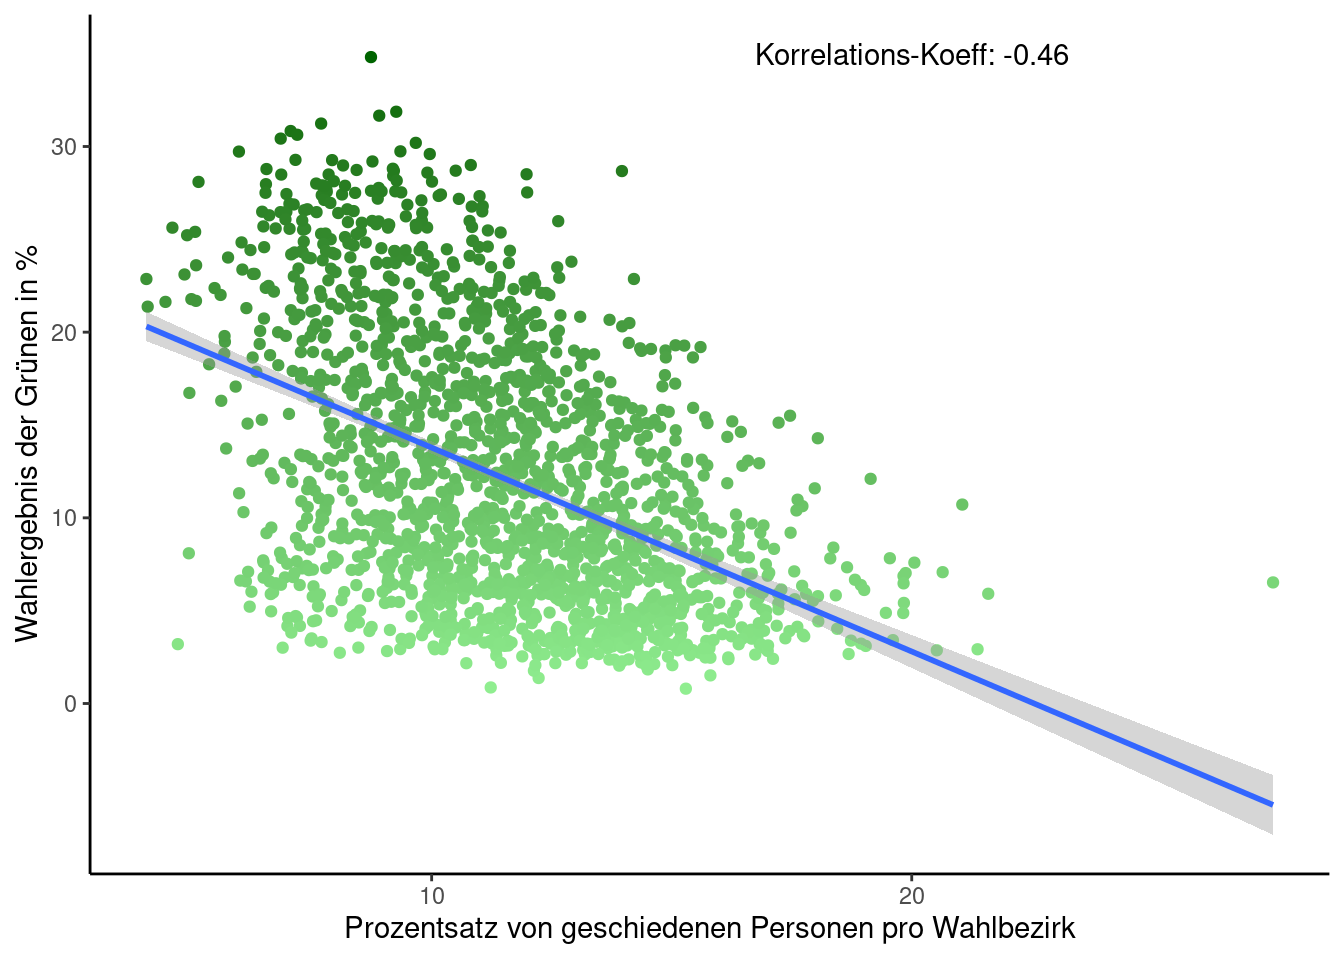 Korrelations-Koeff: -0.46
Wahlergebnis der Grünen in %
30
20
10
0
10
20
Prozentsatz von geschiedenen Personen pro Wahlbezirk